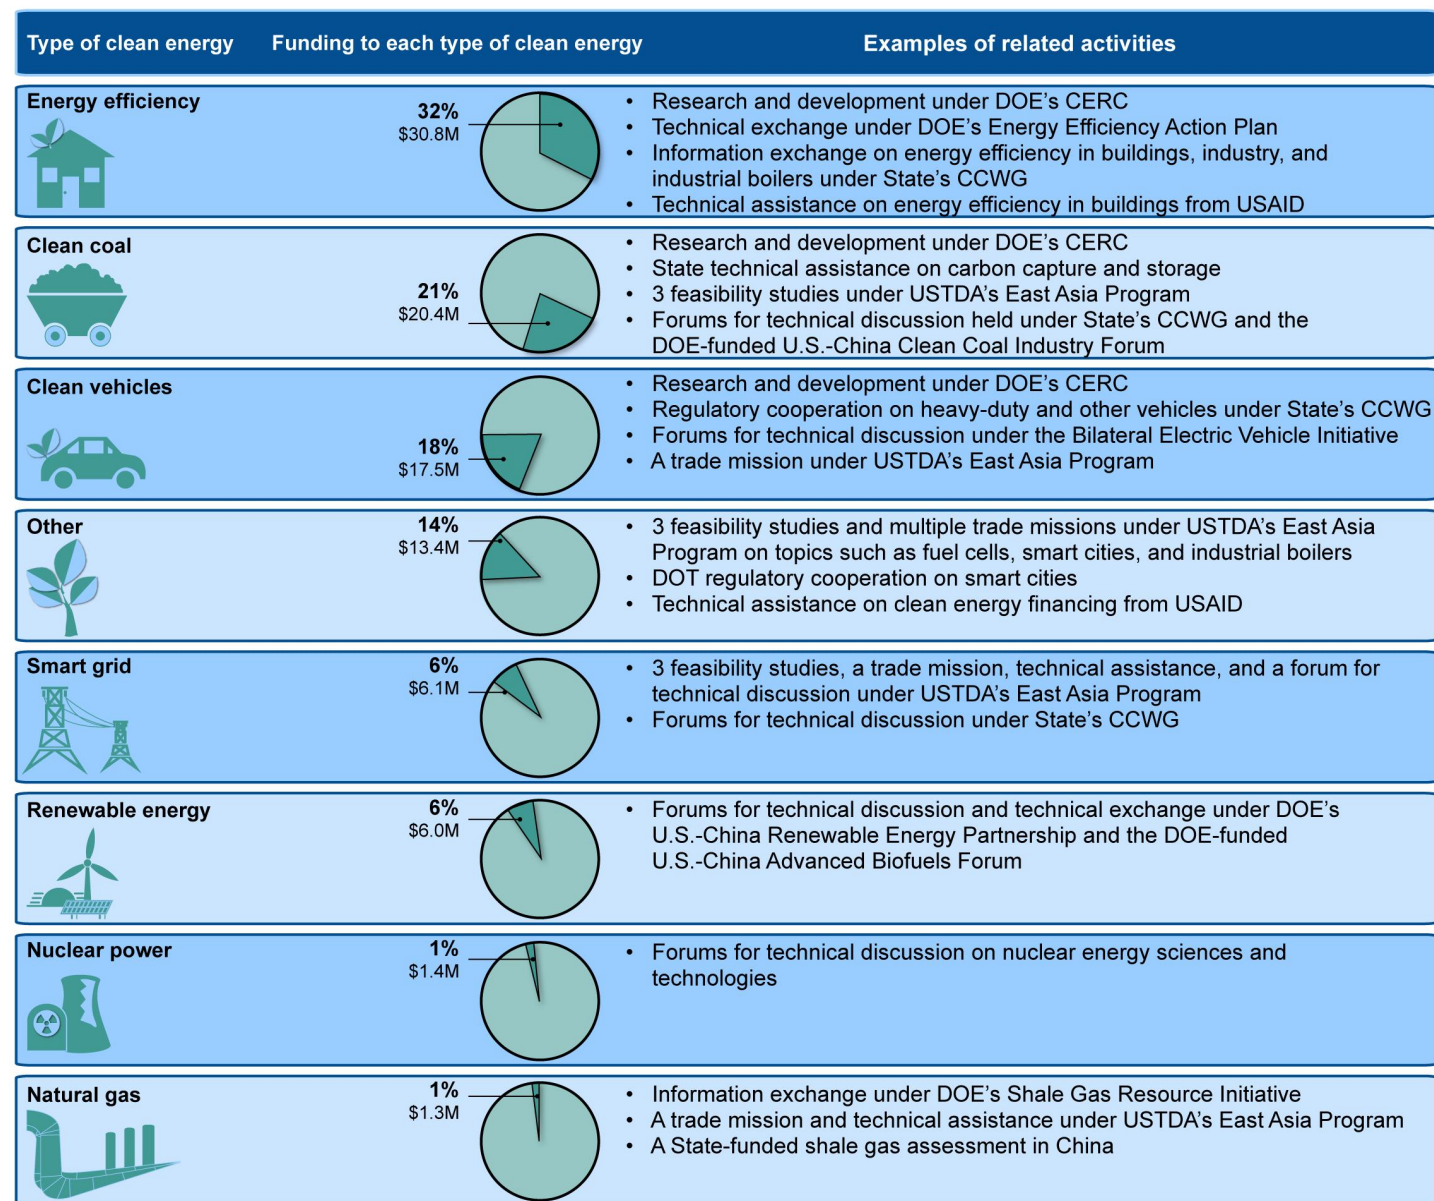 Type of clean energy
Funding to each type of clean energy
Examples of related activities
Energy efficiency
32%
$30.8M
• Research and development under DOE's CERC
• Technical exchange under DOE's Energy Efficiency Action Plan
• Information exchange on energy efficiency in buildings, industry, and
industrial boilers under State's CCWG
• Technical assistance on energy efficiency in buildings from USAID
Clean coal
21%
$20.4M
• Research and development under DOE's CERC
• State technical assistance on carbon capture and storage
• 3 feasibility studies under USTDA's East Asia Program
• Forums for technical discussion held under State's CCWG and the
DOE-funded U.S.-China Clean Coal Industry Forum
Clean vehicles
18%
$17.5M
• Research and development under DOE's CERC
• Regulatory cooperation on heavy-duty and other vehicles under State's CCWG
• Forums for technical discussion under the Bilateral Electric Vehicle Initiative
• A trade mission under USTDA's East Asia Program
Other
14%
$13.4M
• 3 feasibility studies and multiple trade missions under USTDA's East Asia
Program on topics such as fuel cells, smart cities, and industrial boilers
• DOT regulatory cooperation on smart cities
• Technical assistance on clean energy financing from USAID
Smart grid
6%
$6.1M
• 3 feasibility studies, a trade mission, technical assistance, and a forum for
technical discussion under USTDA's East Asia Program
• Forums for technical discussion under State's CCWG
Renewable energy
6%
$6.0M
• Forums for technical discussion and technical exchange under DOE's
U.S.-China Renewable Energy Partnership and the DOE-funded
U.S.-China Advanced Biofuels Forum
Nuclear power
1%
$1.4M
• Forums for technical discussion on nuclear energy sciences and
technologies
Natural gas
1%
$1.3M
• Information exchange under DOE's Shale Gas Resource Initiative
• A trade mission and technical assistance under USTDA's East Asia Program
• A State-funded shale gas assessment in China